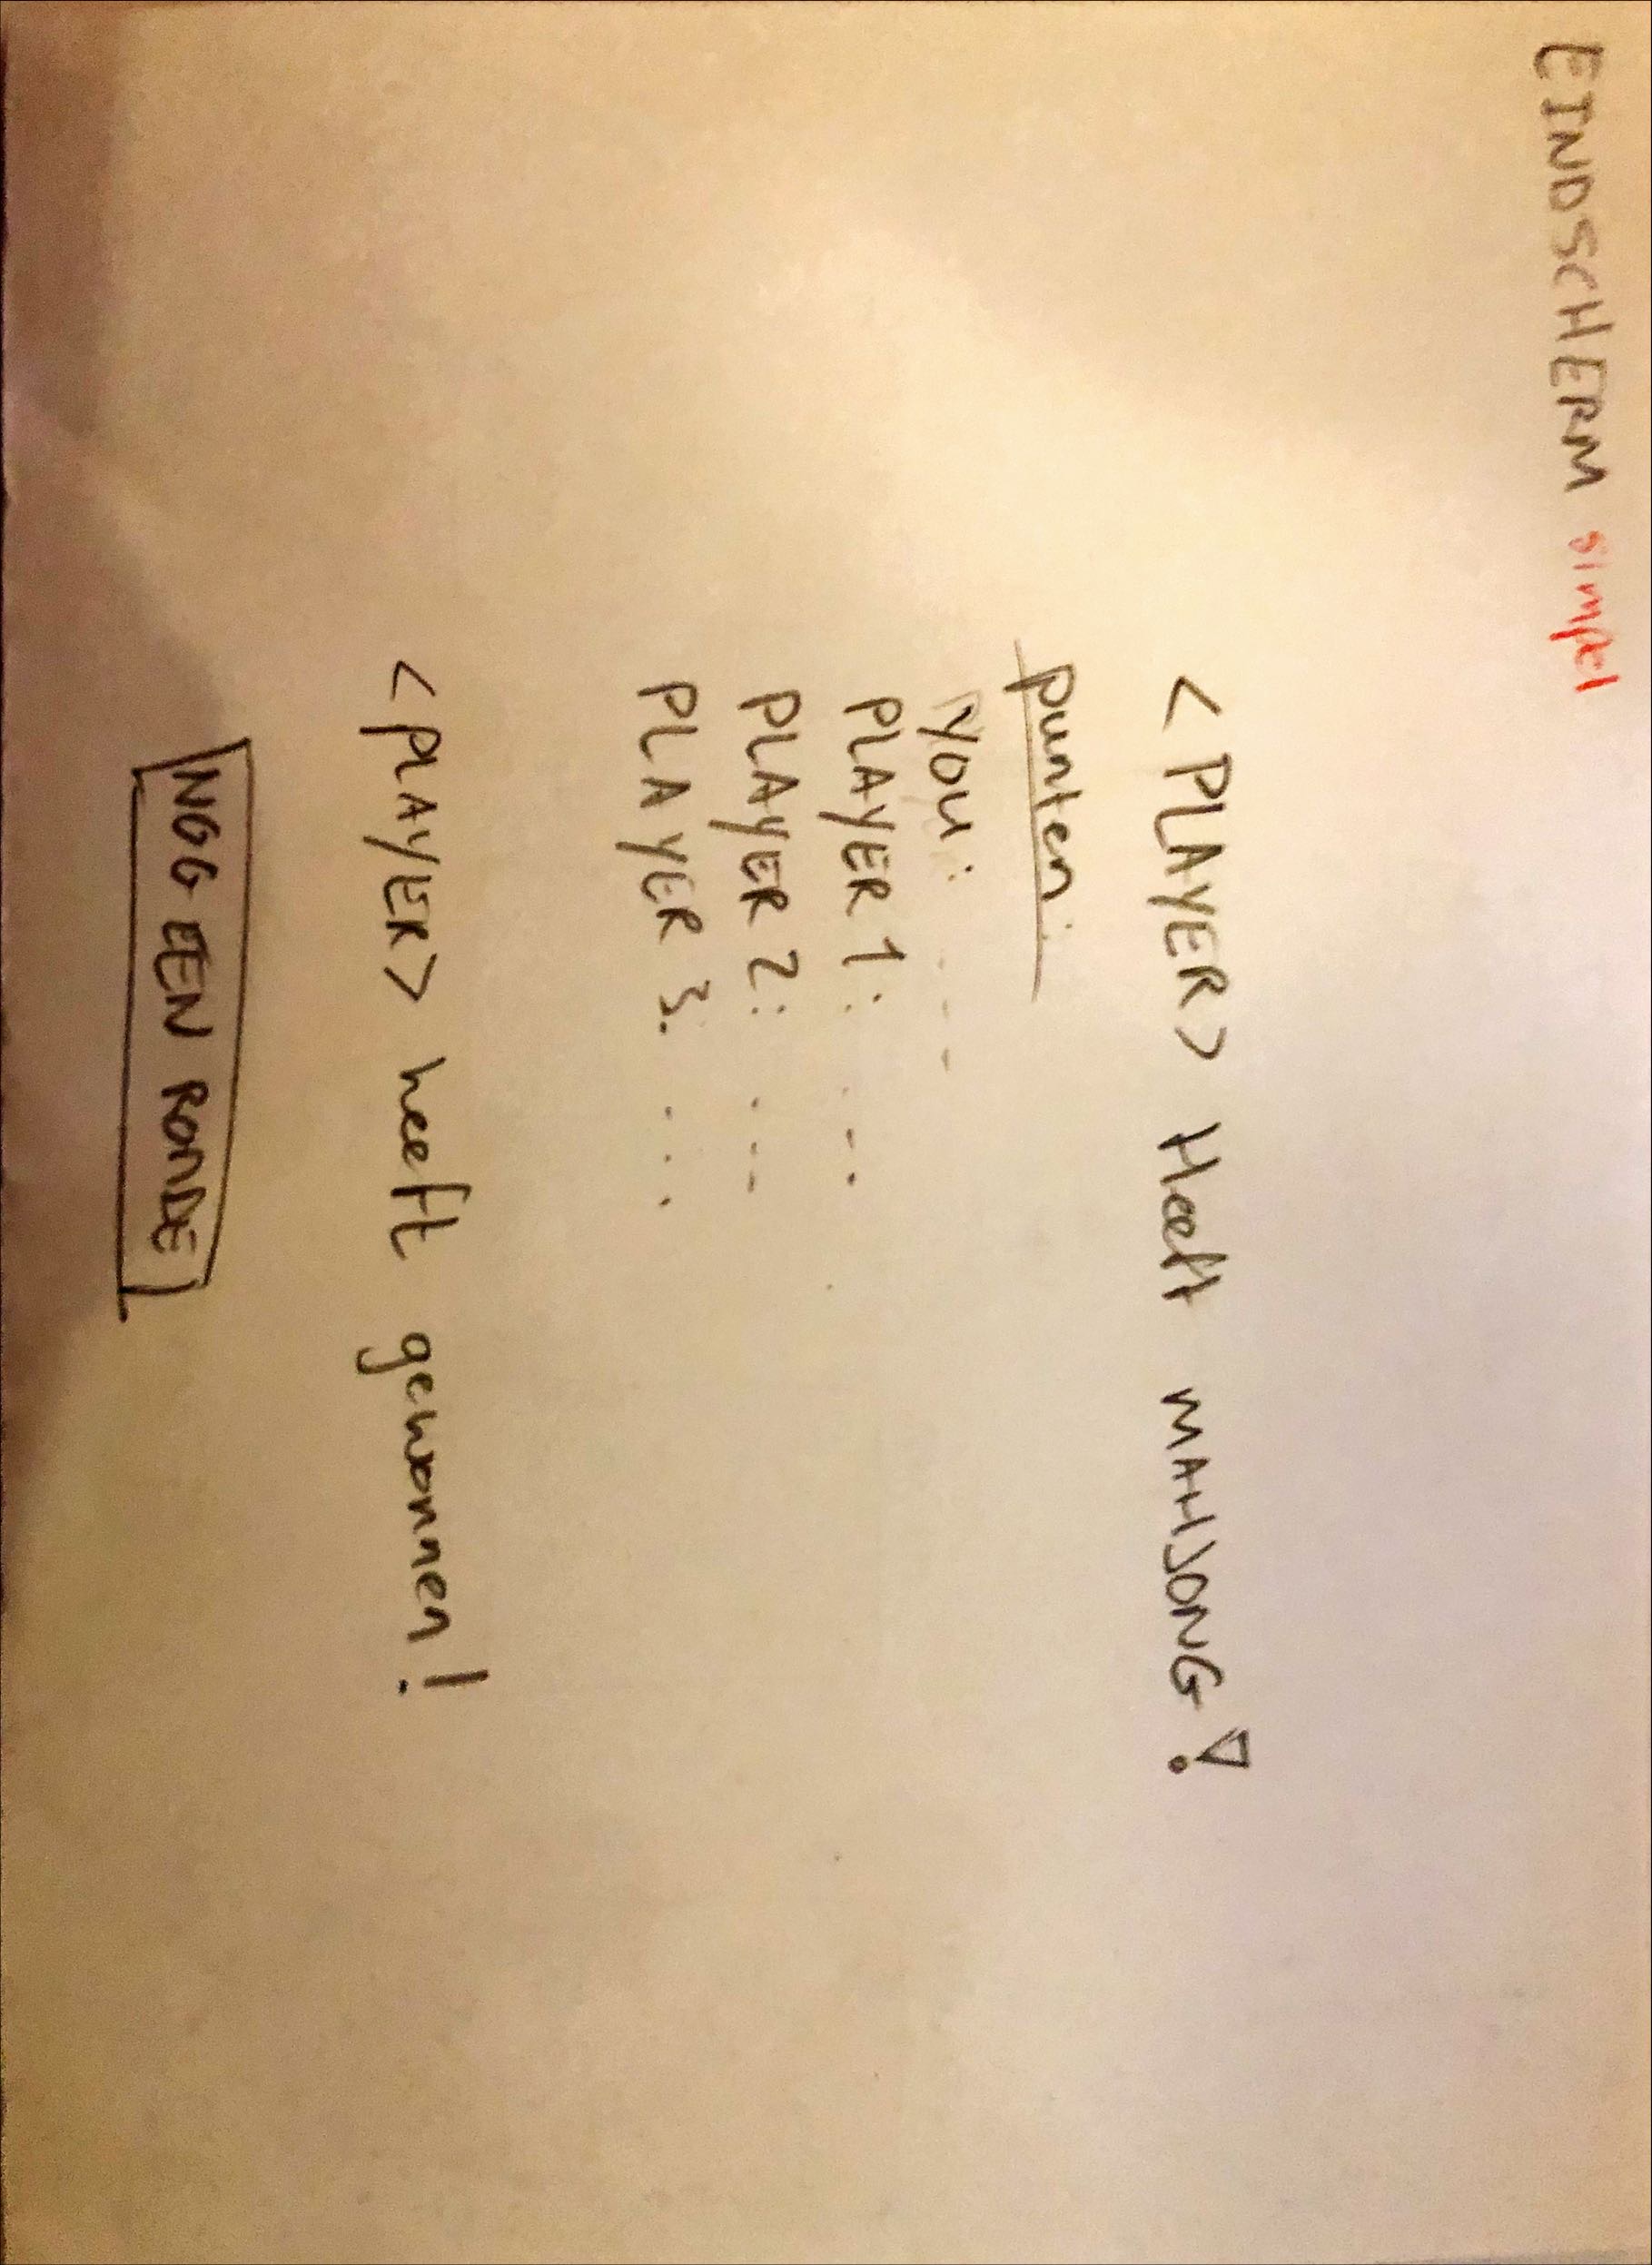 EINDSCHERM simpel
<PLAYER> Heeft MAHJONG!
punten:
YOU: ---
PLAYER 1: ---
PLAYER 2: ---
PLAYER 3. ...
<PLAYER> heeft gewonnen!
NOG EEN RONDE